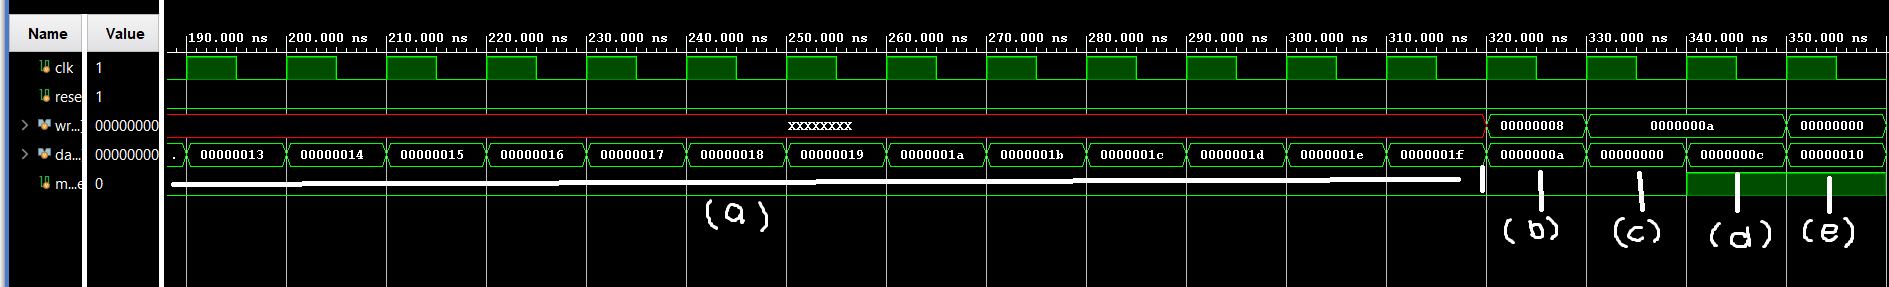 Name Value 190.000 ns 200.000 ns 210.000 ns 220.000 ns 230.000 ns 240.000 ns 250.000 ns 260.000 ns 270.000 ns 280.000 ns 290.000 ns 300.000 ns 310.000 ns 320.000 ns 330.000 ns 340.000 ns 350.000 ns
clk 1
rese 1
wr...] 00000000 XXXXXXXX 00000008 0000000a 00000000
da... 00000000 . 00000013 00000014 00000015 00000016 00000017 00000018 00000019 0000001a 0000001b 0000001c 0000001d 0000001e 0000001f 0000000a 00000000 0000000c 00000010
m...e 0
(a) (b) (c) (d) (e)